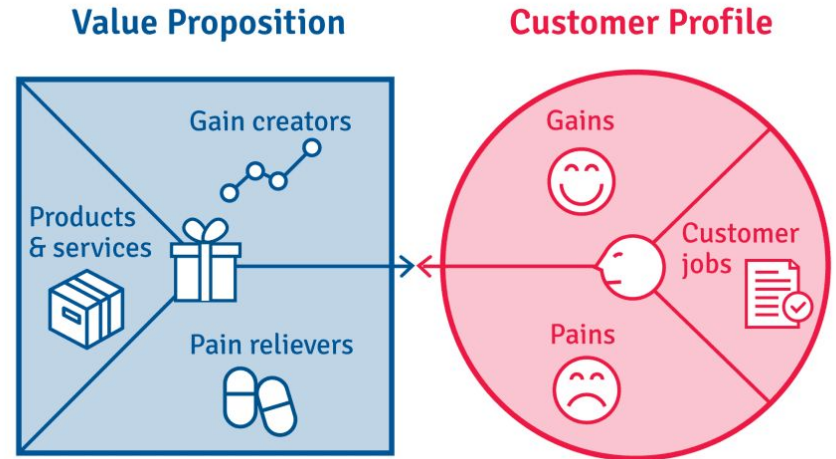 Value Proposition
Customer Profile
Gain creators
Products
& services
Pain relievers
Gains
Customer
jobs
Pains